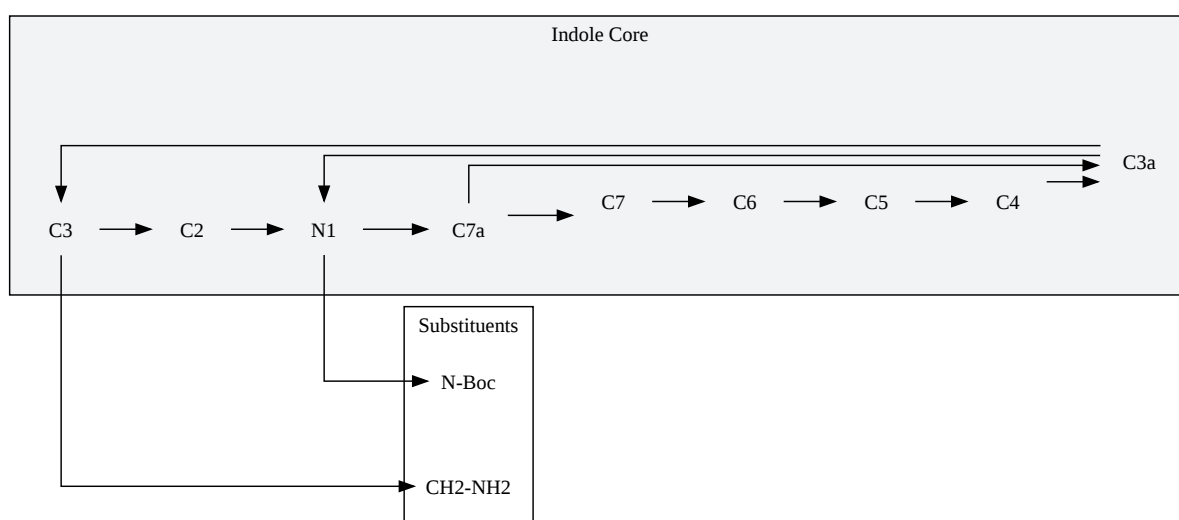 Indole Core
C3a
C7
C6
C5
C4
C3
C2
N1
C7a
Substituents
N-Boc
CH2-NH2